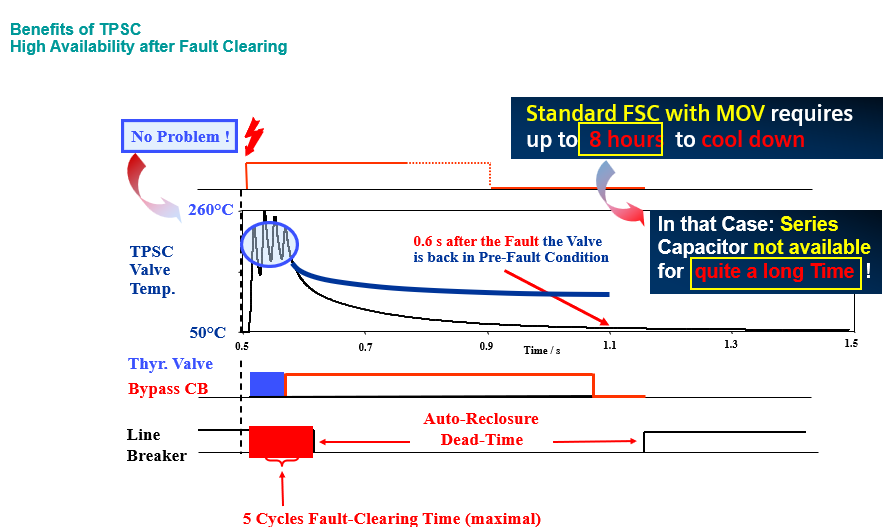 Benefits of TPSC
High Availability after Fault Clearing
Standard FSC with MOV requires
up to 8 hours to cool down
No Problem !
260°C
In that Case: Series
Capacitor not available
for quite a long Time !
0.6 s after the Fault the Valve
is back in Pre-Fault Condition
TPSC
Valve
Temp.
50°C
0.5 0.7 0.9 Time / s 1.1 1.3 1.5
Thyr. Valve
Bypass CB
Auto-Reclosure
Dead-Time
Line
Breaker
5 Cycles Fault-Clearing Time (maximal)